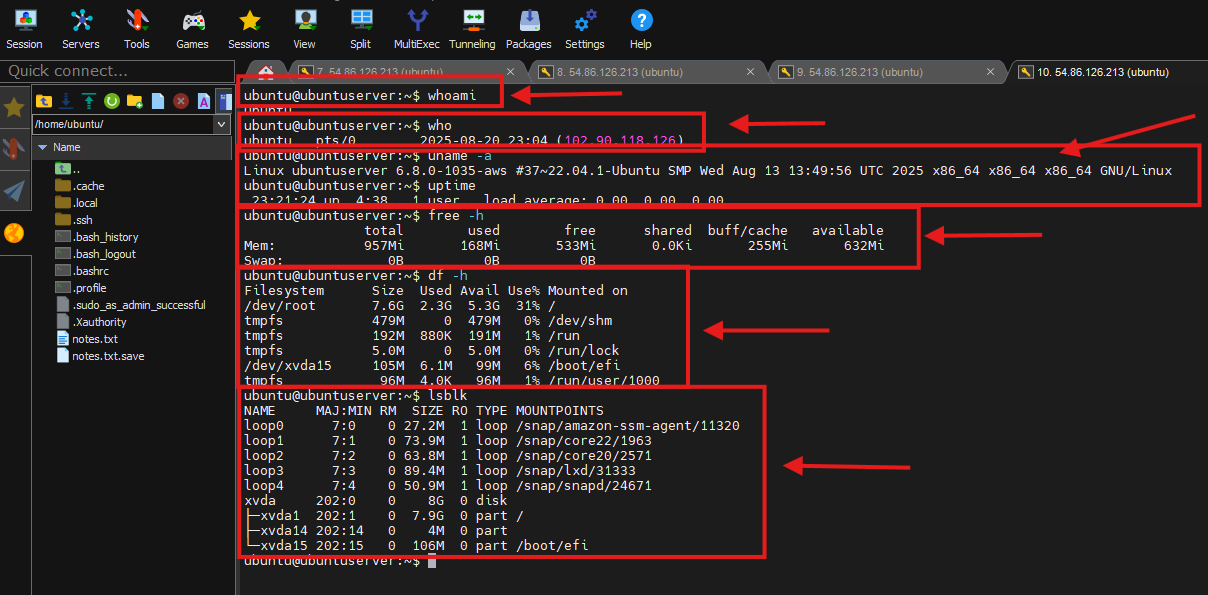 Session Servers Tools Games Sessions View Split MultiExec Tunneling Packages Settings Help
Quick connect...
7. 54.86.126.213 (ubuntu)
8. 54.86.126.213 (ubuntu)
9. 54.86.126.213 (ubuntu)
10. 54.86.126.213 (ubuntu)
/home/ubuntu/
Name
..
.cache
.local
.ssh
.bash_history
.bash_logout
.bashrc
.profile
.sudo_as_admin_successful
.Xauthority
notes.txt
notes.txt.save
ubuntu@ubuntuserver:~$ whoami
ubuntu
ubuntu@ubuntuserver:~$ who
ubuntu   pts/0        2025-08-20 23:04 (102.90.118.126)
ubuntu@ubuntuserver:~$ uname -a
Linux ubuntuserver 6.8.0-1035-aws #37~22.04.1-Ubuntu SMP Wed Aug 13 13:49:56 UTC 2025 x86_64 x86_64 x86_64 GNU/Linux
ubuntu@ubuntuserver:~$ uptime
23:21:24 up  4:38,  1 user,  load average: 0.00, 0.00, 0.00
ubuntu@ubuntuserver:~$ free -h
total        used        free      shared  buff/cache   available
Mem:           957Mi       168Mi       533Mi       0.0Ki       255Mi       632Mi
Swap:             0B          0B          0B
ubuntu@ubuntuserver:~$ df -h
Filesystem      Size  Used Avail Use% Mounted on
/dev/root       7.6G  2.3G  5.3G  31% /
tmpfs           479M     0  479M   0% /dev/shm
tmpfs           192M  880K  191M   1% /run
tmpfs           5.0M     0  5.0M   0% /run/lock
/dev/xvda15     105M  6.1M   99M   6% /boot/efi
tmpfs            96M  4.0K   96M   1% /run/user/1000
ubuntu@ubuntuserver:~$ lsblk
NAME     MAJ:MIN RM  SIZE RO TYPE MOUNTPOINTS
loop0      7:0    0 27.2M  1 loop /snap/amazon-ssm-agent/11320
loop1      7:1    0 73.9M  1 loop /snap/core22/1963
loop2      7:2    0 63.8M  1 loop /snap/core20/2571
loop3      7:3    0 89.4M  1 loop /snap/lxd/31333
loop4      7:4    0 50.9M  1 loop /snap/snapd/24671
xvda     202:0    0    8G  0 disk
├─xvda1  202:1    0  7.9G  0 part /
├─xvda14 202:14   0    4M  0 part
└─xvda15 202:15   0  106M  0 part /boot/efi
ubuntu@ubuntuserver:~$